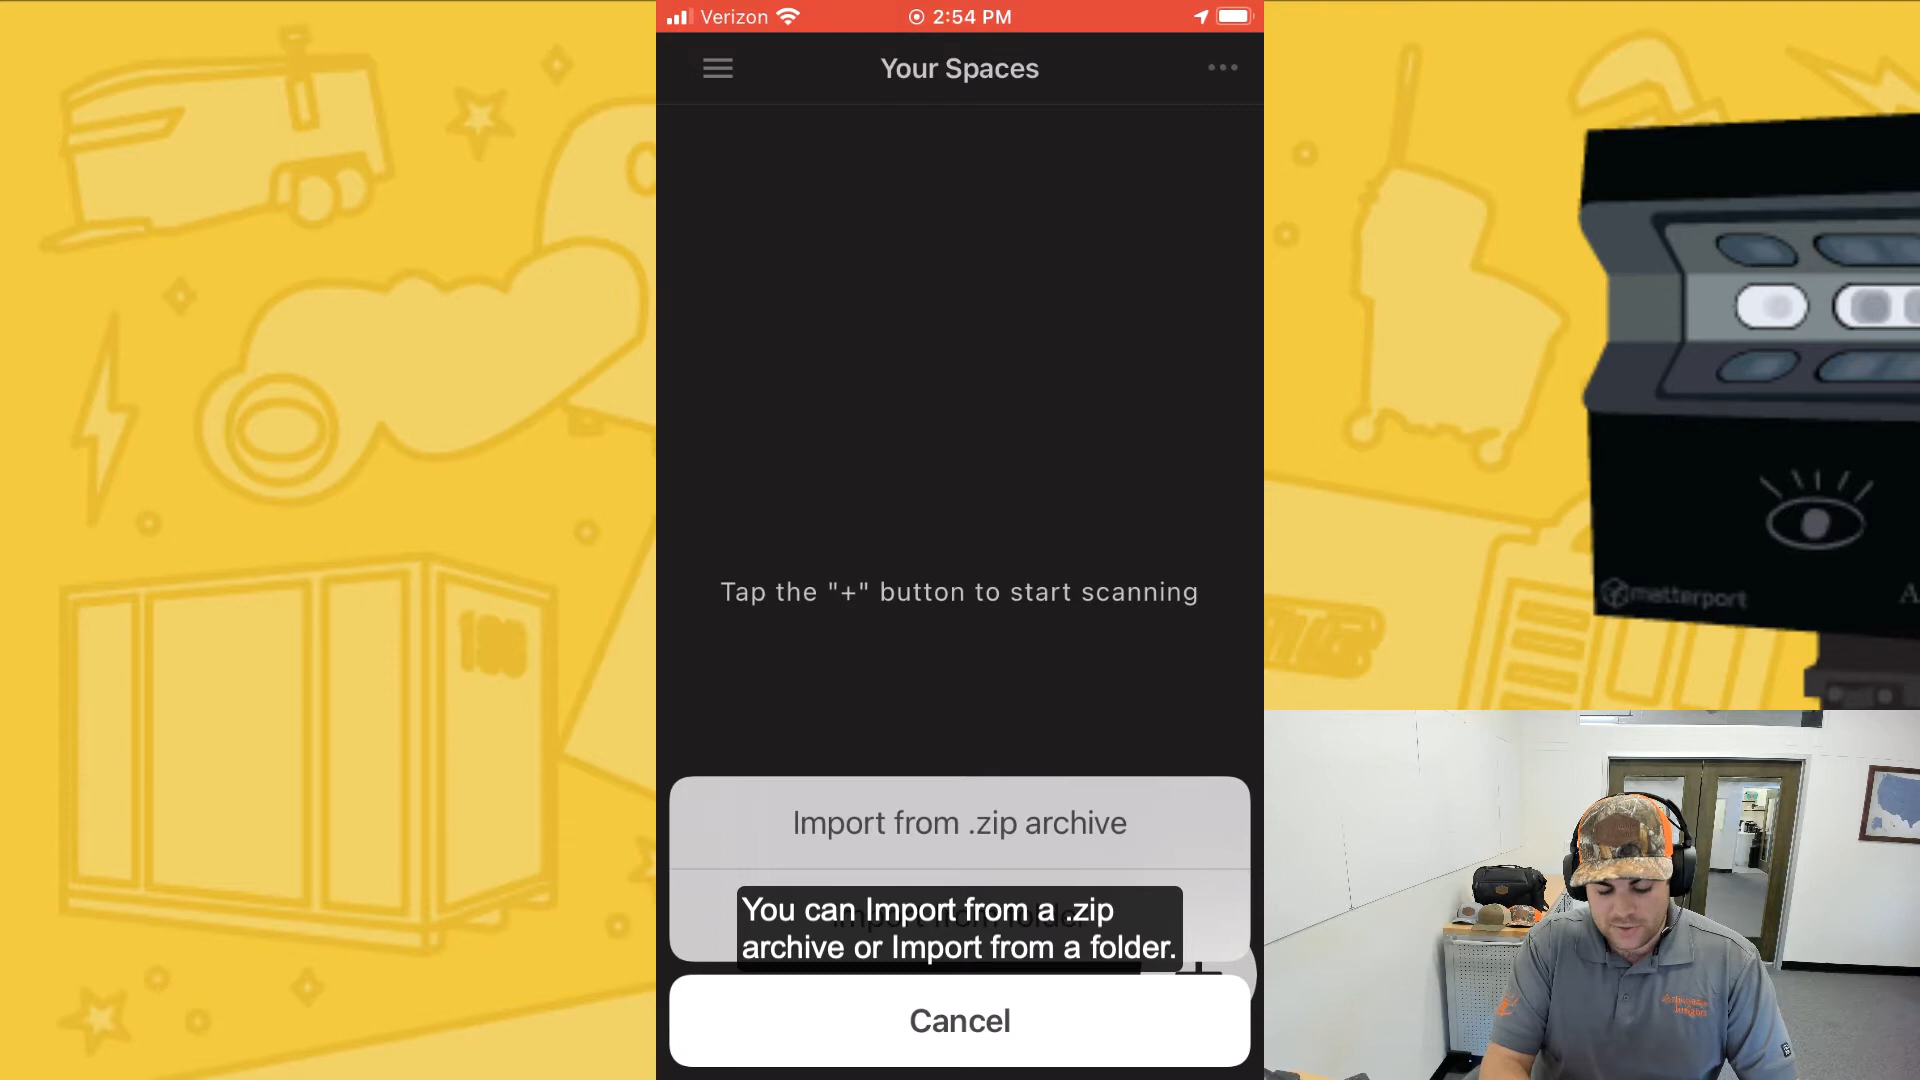 Verizon
2:54 PM
Your Spaces
Tap the "+" button to start scanning
Import from .zip archive
You can Import from a .zip
archive or Import from a folder.
Cancel
matterport